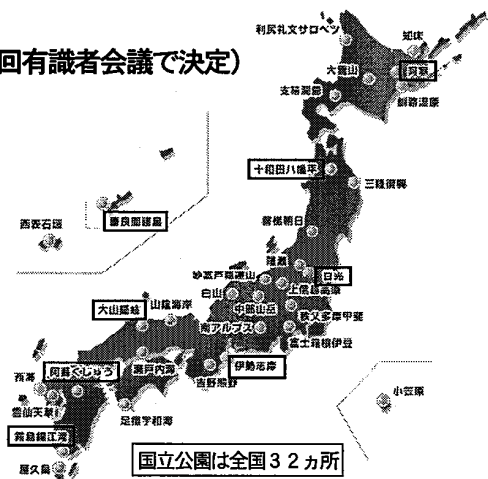 回有識者会議で決定)
利尻礼文サロベツ
知床
大雪山
阿寒
支笏洞爺
釧路湿原
十和田八幡平
三陸復興
磐梯朝日
西表石垣
慶良間諸島
尾瀬
日光
妙高戸隠連山
上信越高原
白山
中部山岳
秩父多摩甲斐
大山隠岐
山陰海岸
南アルプス
富士箱根伊豆
伊勢志摩
西海
阿蘇くじゅう
瀬戸内海
吉野熊野
小笠原
雲仙天草
足摺宇和海
霧島錦江湾
屋久島
国立公園は全国32ヵ所